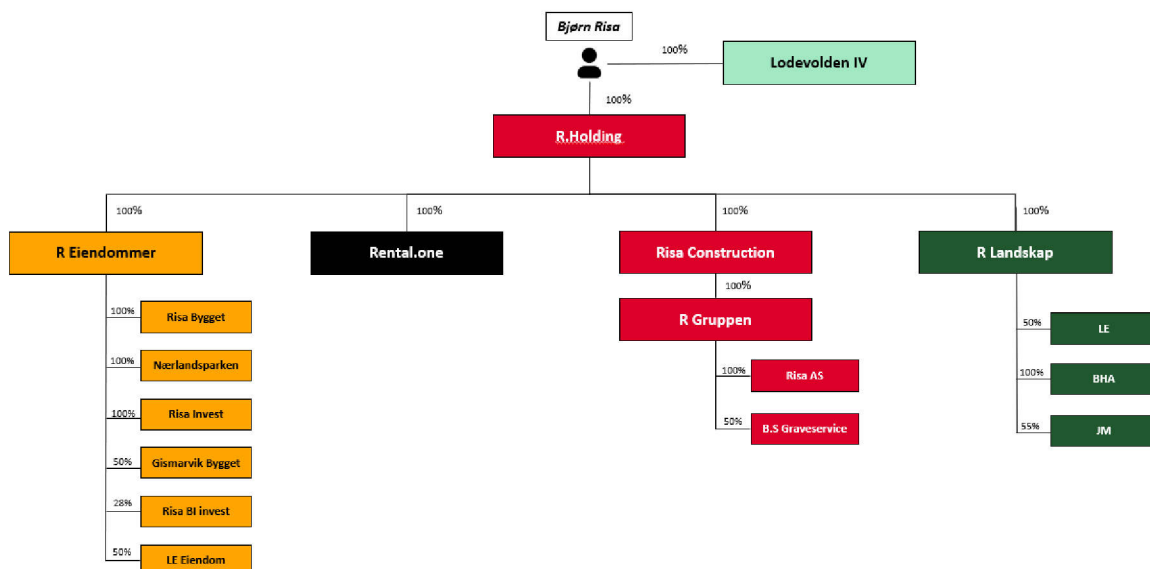 Bjørn Risa
100%
Lodevolden IV
100%
R.Holding
100%
100%
100%
100%
R Eiendommer
Rental.one
Risa Construction
R Landskap
100%
Risa Bygget
100%
Nærlandsparken
100%
Risa Invest
50%
Gismarvik Bygget
28%
Risa BI invest
50%
LE Eiendom
100%
R Gruppen
100%
Risa AS
50%
B.S Graveservice
50%
LE
100%
BHA
55%
JM